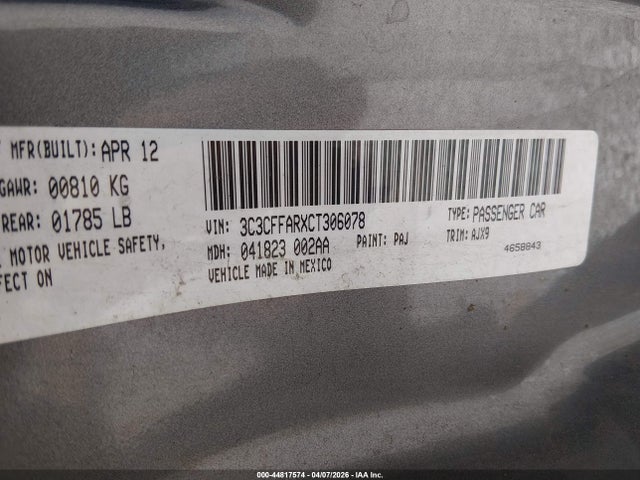 MFR(BUILT): APR 12
GAWR: 00810 KG
REAR: 01785 LB
MOTOR VEHICLE SAFETY,
FECT ON
VIN: 3C3CFFARXCT306078
TYPE: PASSENGER CAR
MDH: 041823 002AA
PAINT: PAJ
TRIM: AJX9
VEHICLE MADE IN MEXICO
4658843
000-44817574 | 04/07/2026 | IAA Inc.